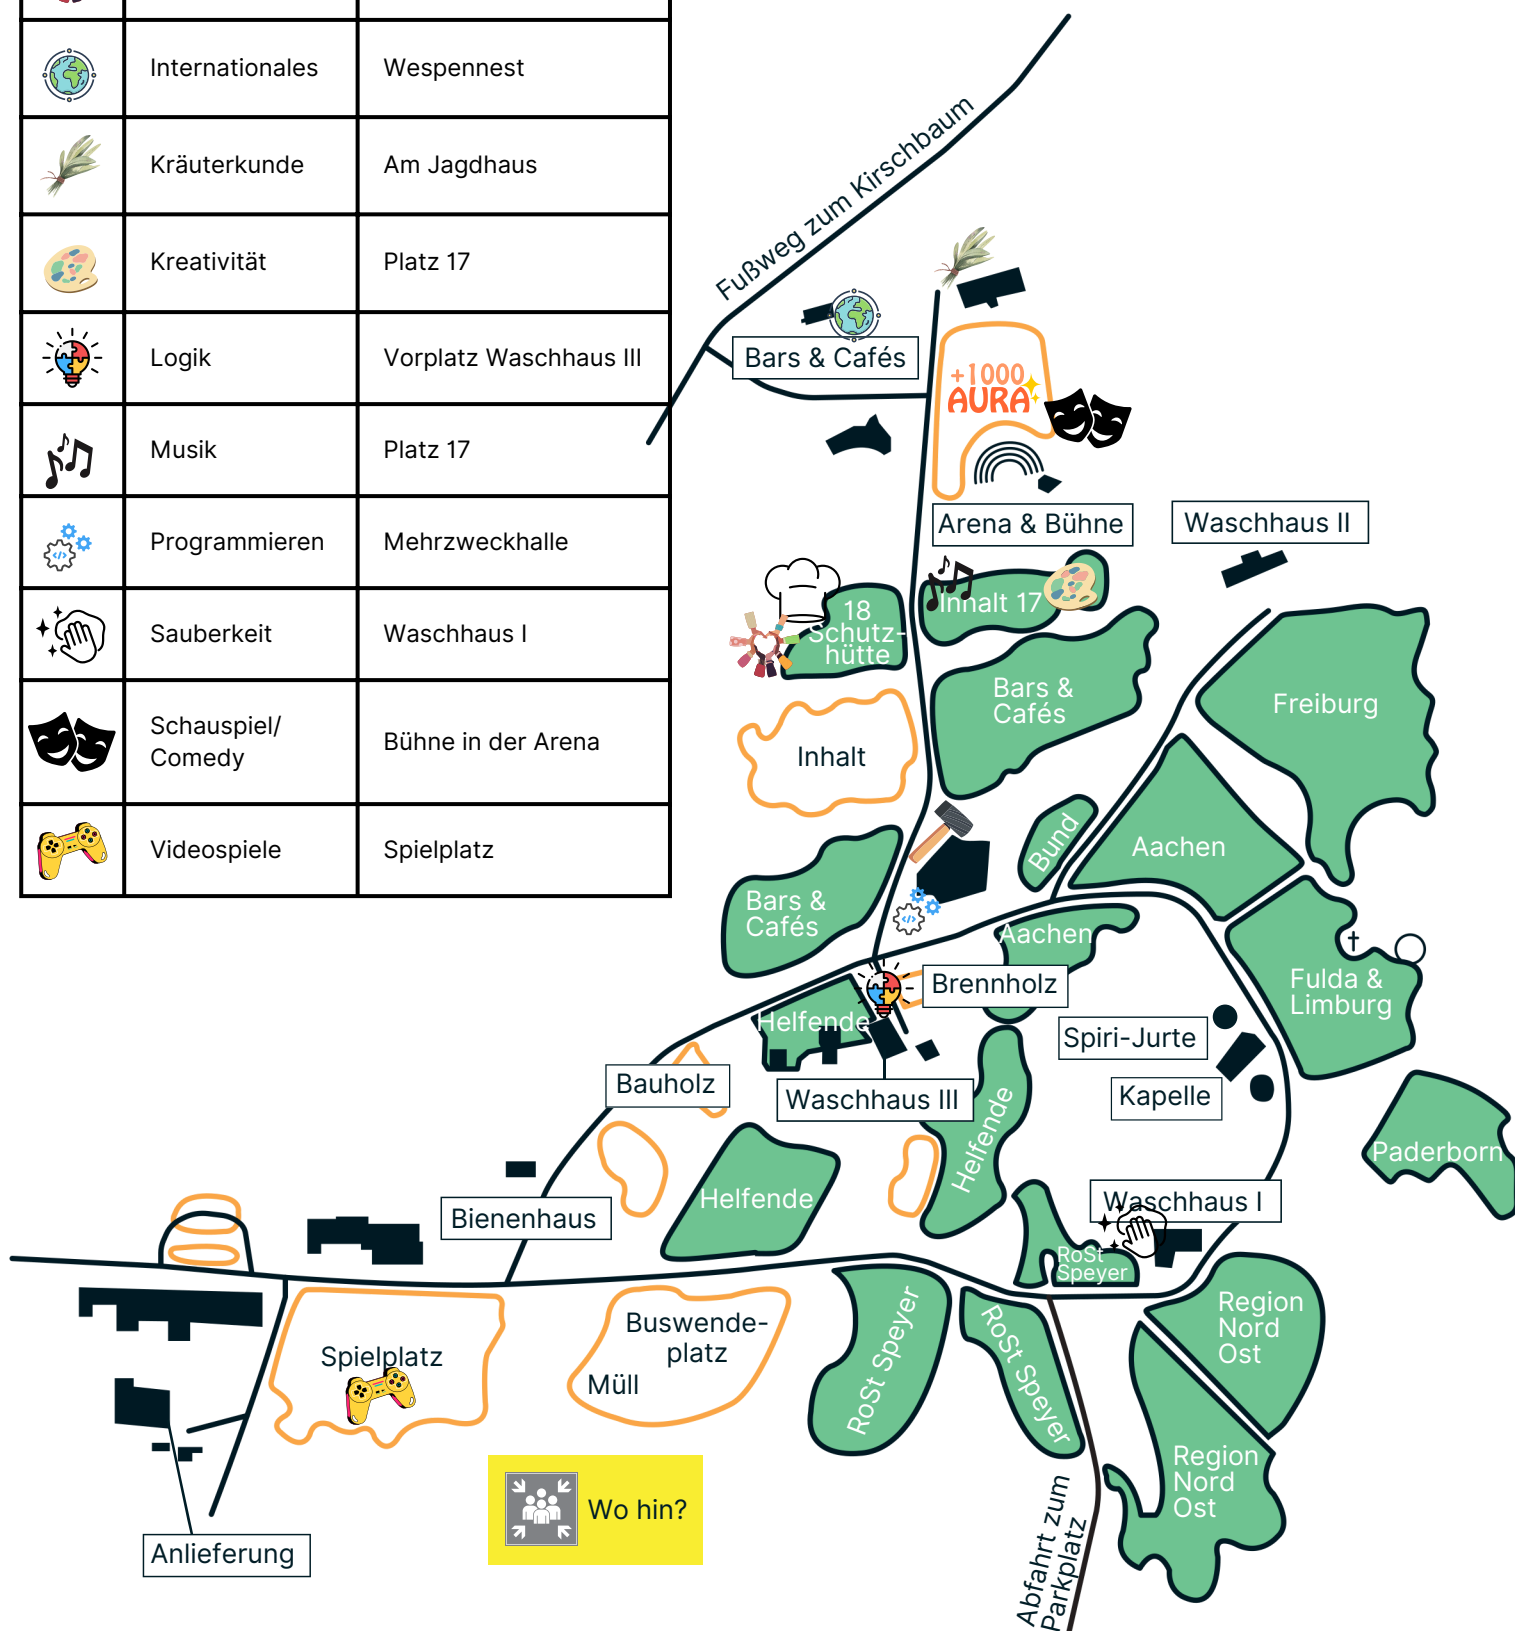 Internationales Wespennest
Kräuterkunde Am Jagdhaus
Kreativität Platz 17
Logik Vorplatz Waschhaus III
Musik Platz 17
Programmieren Mehrzweckhalle
Sauberkeit Waschhaus I
Schauspiel/
Comedy
Bühne in der Arena
Videospiele Spielplatz
Fußweg zum Kirschbaum
Bars & Cafés
+1000
AURA
Arena & Bühne
Waschhaus II
18
Schutz-
hütte
Inhalt 17
Bars &
Cafés
Freiburg
Inhalt
Bund
Aachen
Bars &
Cafés
Aachen
Brennholz
Fulda &
Limburg
Helfende
Spiri-Jurte
Bauholz
Waschhaus III
Kapelle
Helfende
Paderborn
Helfende
Bienenhaus
Waschhaus I
RoSt
Speyer
Region
Nord
Ost
Spielplatz
Buswende-
platz
Müll
RoSt Speyer
RoSt Speyer
Region
Nord
Ost
Wo hin?
Anlieferung
Abfahrt zum
Parkplatz